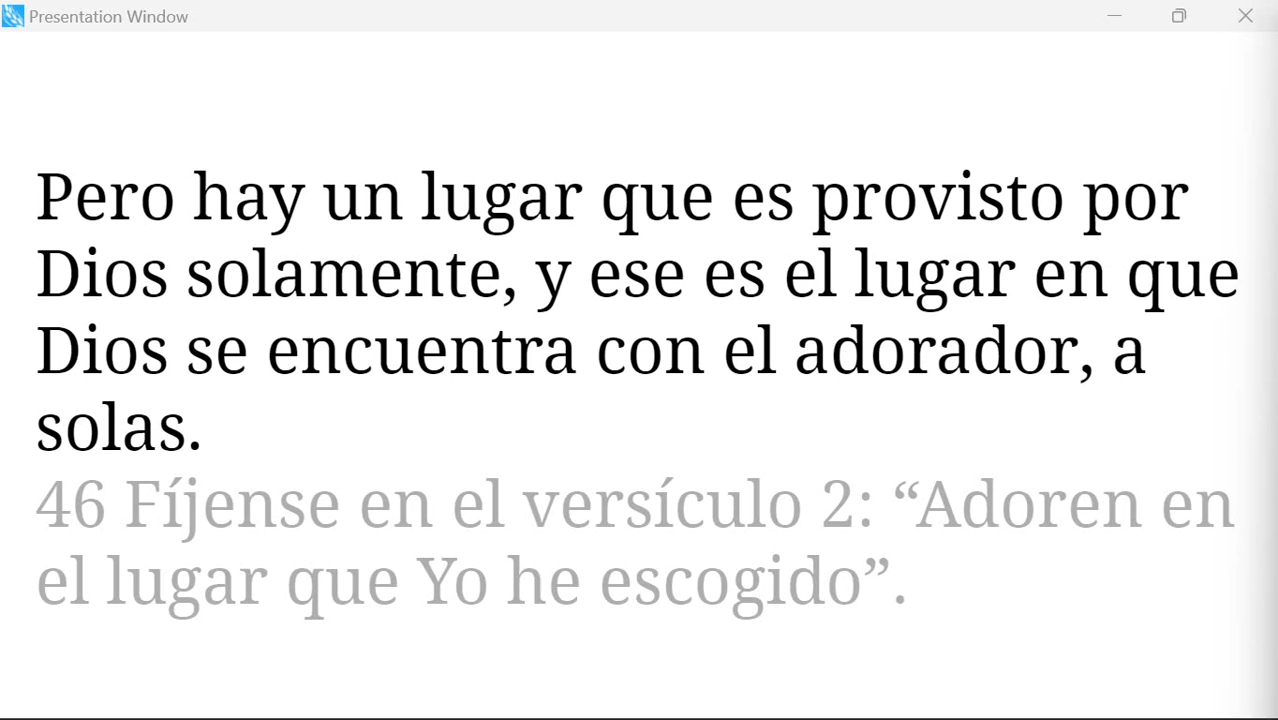 Presentation Window
Pero hay un lugar que es provisto por
Dios solamente, y ese es el lugar en que
Dios se encuentra con el adorador, a
solas.
46 Fíjense en el versículo 2: “Adoren en
el lugar que Yo he escogido”.